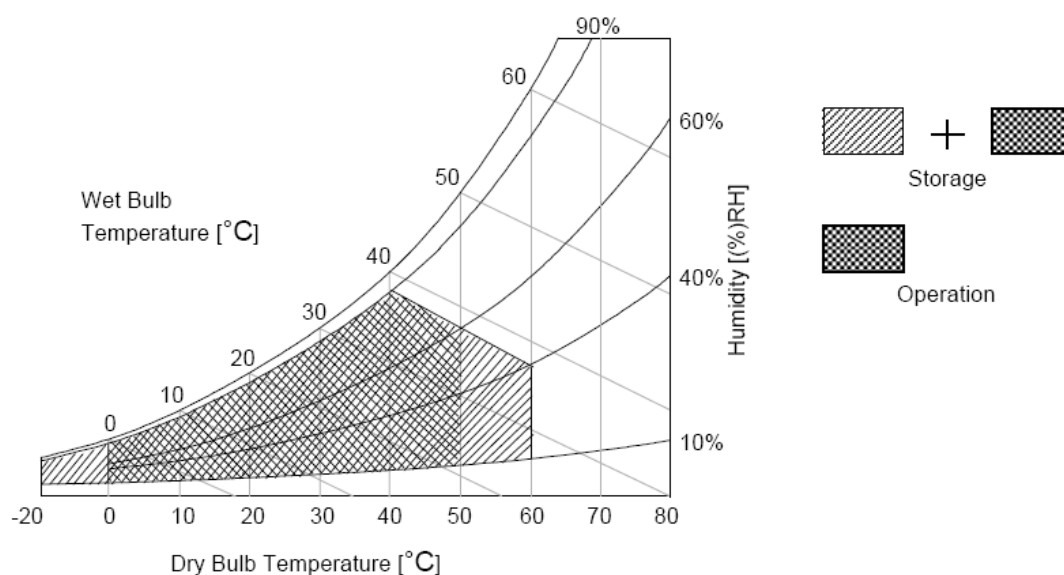 90%
60
60%
50
Wet Bulb
Temperature [°C]
40
40%
30
20
10
0
10%
Humidity [(%)RH]
-20 0 10 20 30 40 50 60 70 80
Dry Bulb Temperature [°C]
+
Storage
Operation